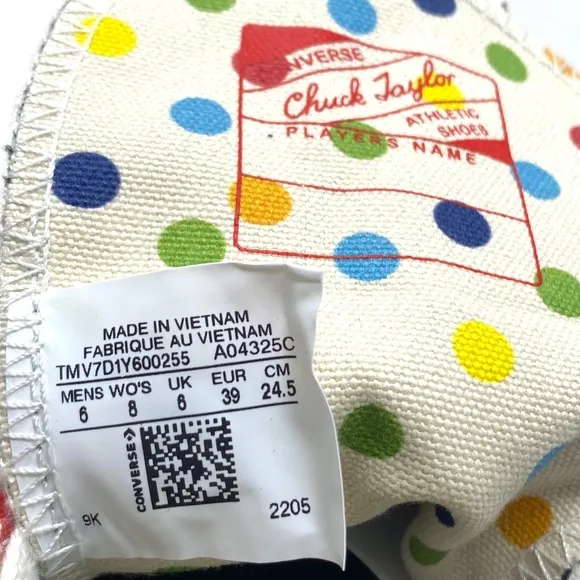 NVERSE
Chuck Taylor
ATHLETIC
SHOES
PLAYERS NAME
MADE IN VIETNAM
FABRIQUE AU VIETNAM
TMV7D1Y600255 A04325C
MENS WO'S UK EUR CM
6 8 6 39 24.5
CONVERSE
9K 2205